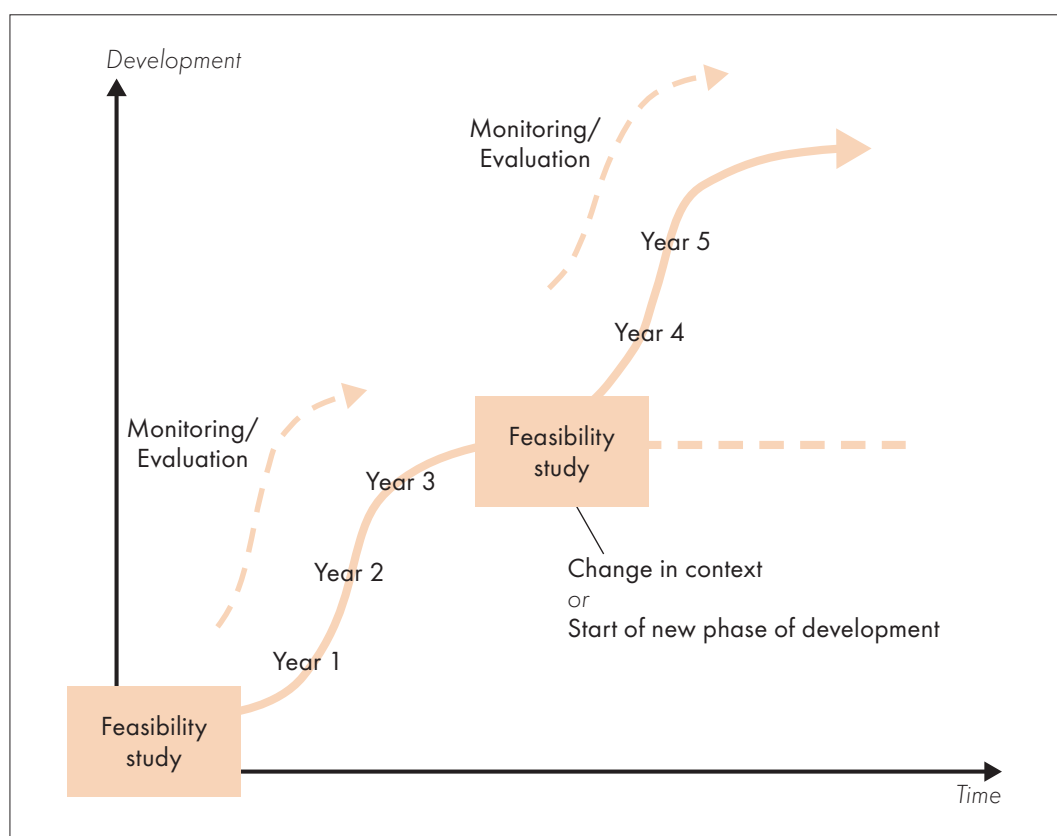 Development
Monitoring/
Evaluation
Year 5
Year 4
Monitoring/
Evaluation
Feasibility
study
Year 3
Change in context
or
Start of new phase of development
Year 2
Year 1
Feasibility
study
Time